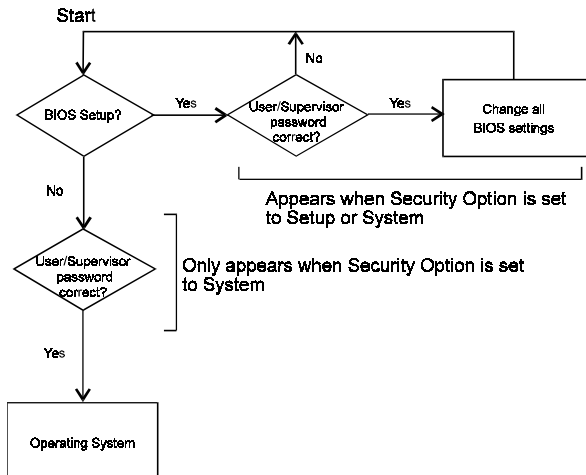 Start
No
BIOS Setup?
Yes
User/Supervisor
password
correct?
Yes
Change all
BIOS settings
No
Appears when Security Option is set
to Setup or System
User/Supervisor
password
correct?
Only appears when Security Option is set
to System
Yes
Operating System